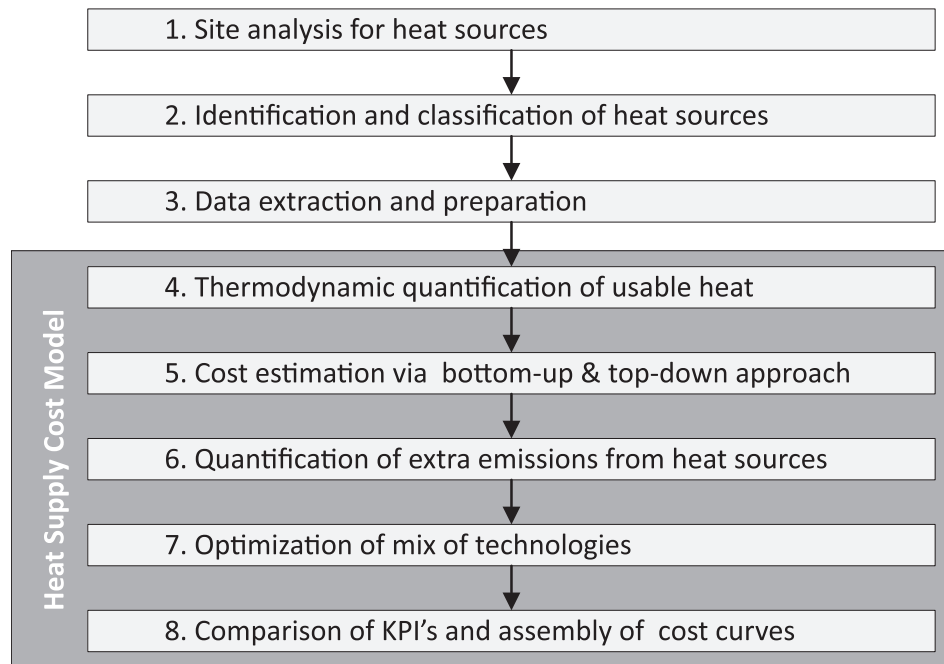 1. Site analysis for heat sources
2. Identification and classification of heat sources
3. Data extraction and preparation
Heat Supply Cost Model
4. Thermodynamic quantification of usable heat
5. Cost estimation via bottom-up & top-down approach
6. Quantification of extra emissions from heat sources
7. Optimization of mix of technologies
8. Comparison of KPI's and assembly of cost curves